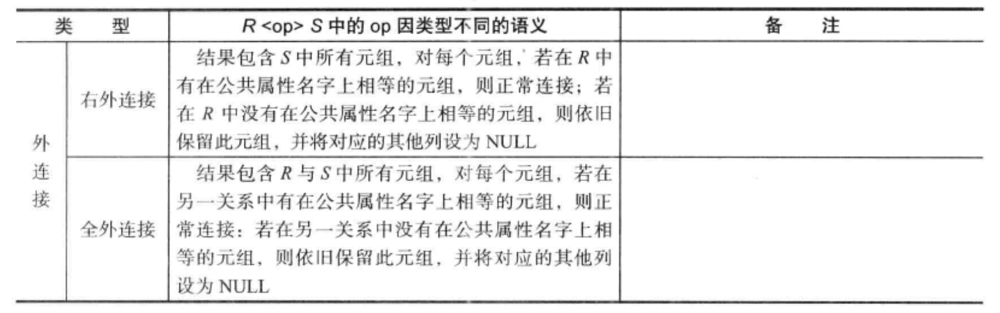 类 型 R <op> S 中的 op 因类型不同的语义 备 注
外连接
右外连接
结果包含 S 中所有元组，对每个元组，若在 R 中
有在公共属性名字上相等的元组，则正常连接；若
在 R 中没有在公共属性名字上相等的元组，则依旧
保留此元组，并将对应的其他列设为 NULL
全外连接
结果包含 R 与 S 中所有元组，对每个元组，若在
另一关系中有在公共属性名字上相等的元组，则正
常连接；若在另一关系中没有在公共属性名字上相
等的元组，则依旧保留此元组，并将对应的其他列
设为 NULL